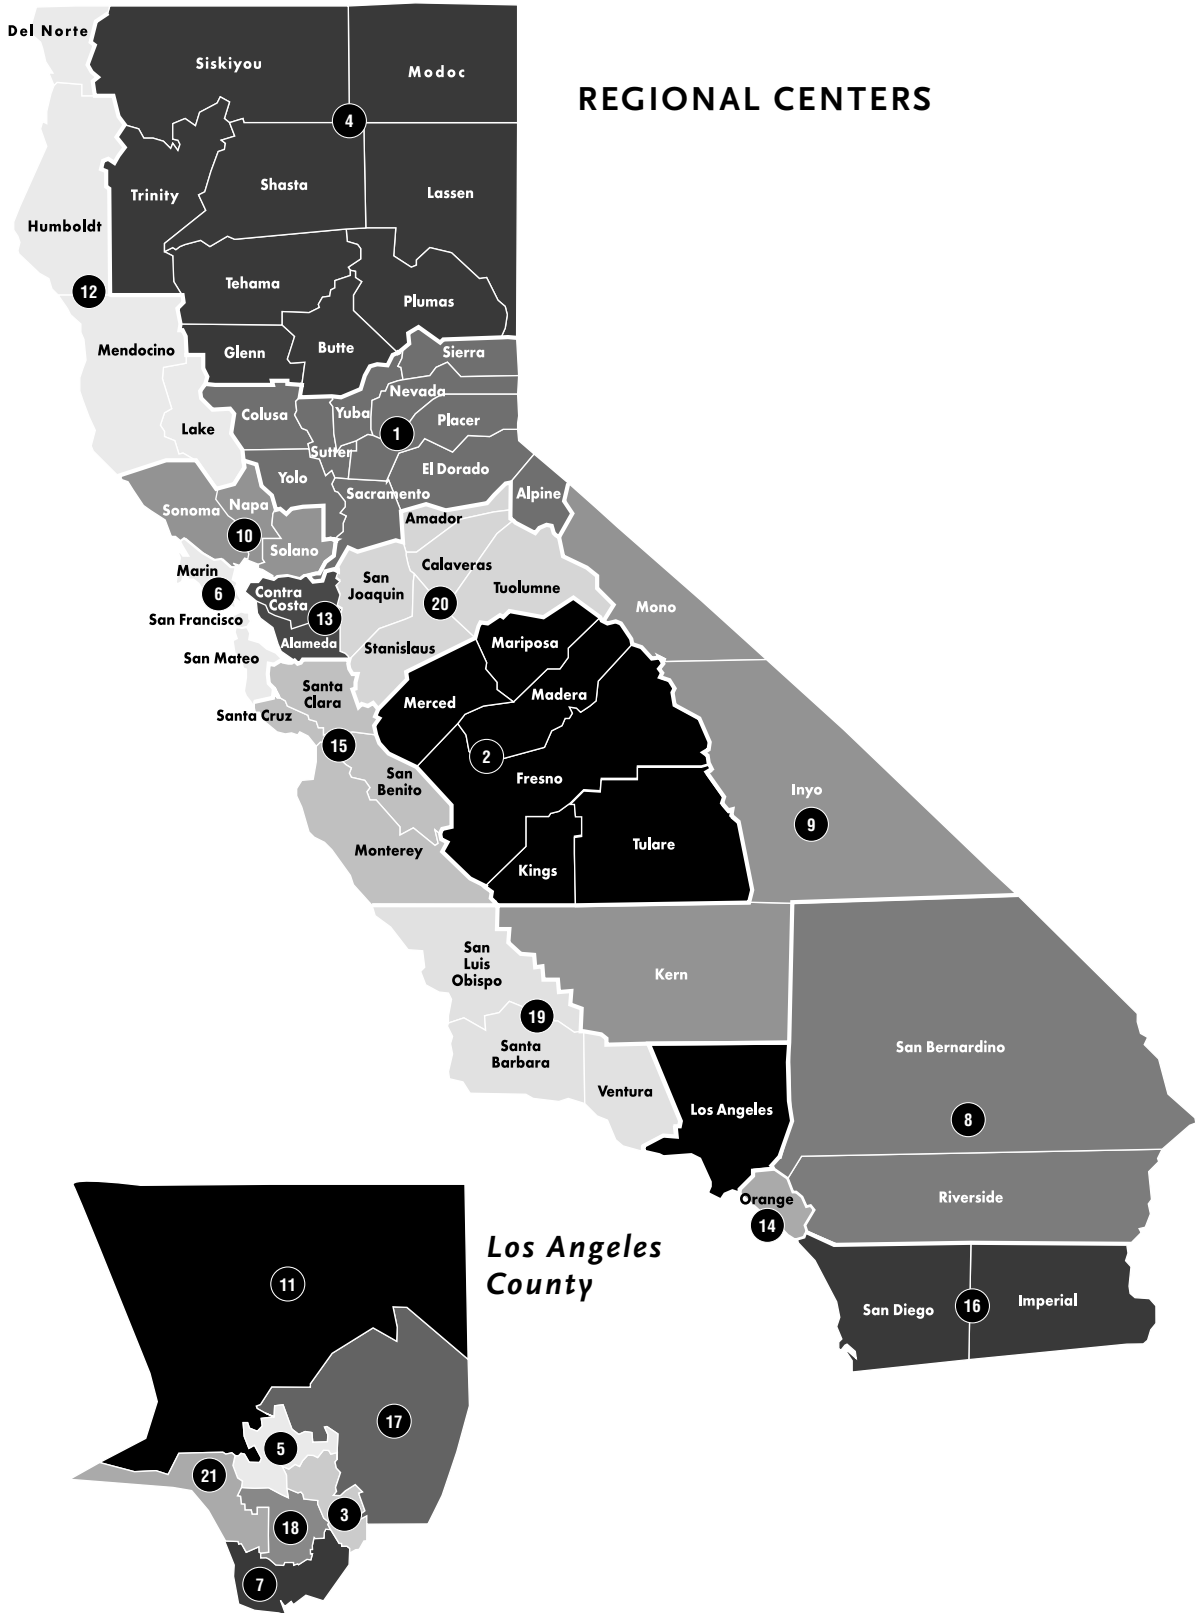 Del Norte
Siskiyou
Modoc
REGIONAL CENTERS
4
Trinity
Shasta
Lassen
Humboldt
12
Tehama
Plumas
Mendocino
Glenn
Butte
Sierra
Nevada
Colusa
Yuba
Placer
Lake
1
Sutter
El Dorado
Yolo
Sacramento
Alpine
Sonoma
Napa
Amador
10
Solano
Calaveras
Marin
San
Joaquin
Tuolumne
6
Contra
Costa
20
Mono
San Francisco
13
Alameda
Stanislaus
Mariposa
San Mateo
Santa
Clara
Merced
Madera
Santa Cruz
15
2
San
Benito
Fresno
Inyo
9
Monterey
Kings
Tulare
San
Luis
Obispo
Kern
19
Santa
Barbara
San Bernardino
Ventura
Los Angeles
8
Orange
Riverside
14
Los Angeles
County
11
San Diego
16
Imperial
17
5
21
3
18
7